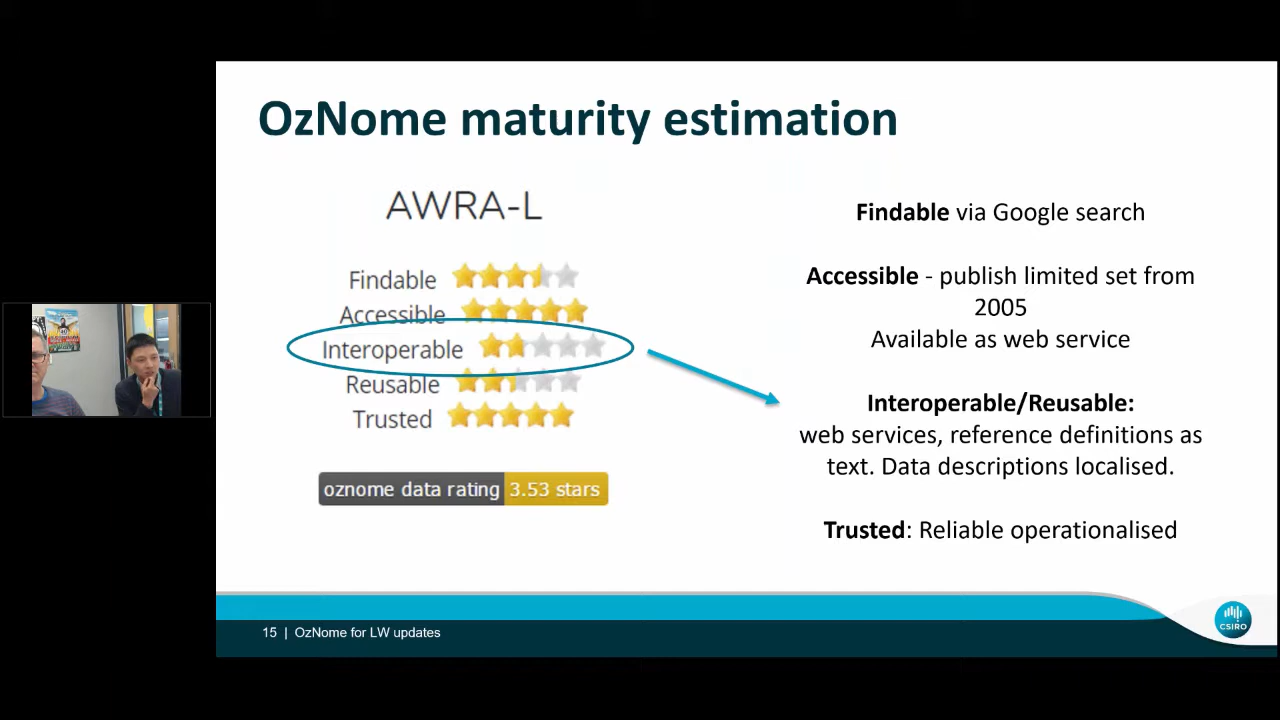 OzNome maturity estimation
AWRA-L
Findable
Accessible
Interoperable
Reusable
Trusted
oznome data rating 3.53 stars
Findable via Google search
Accessible - publish limited set from
2005
Available as web service
Interoperable/Reusable:
web services, reference definitions as
text. Data descriptions localised.
Trusted: Reliable operationalised
15 | OzNome for LW updates
CSIRO